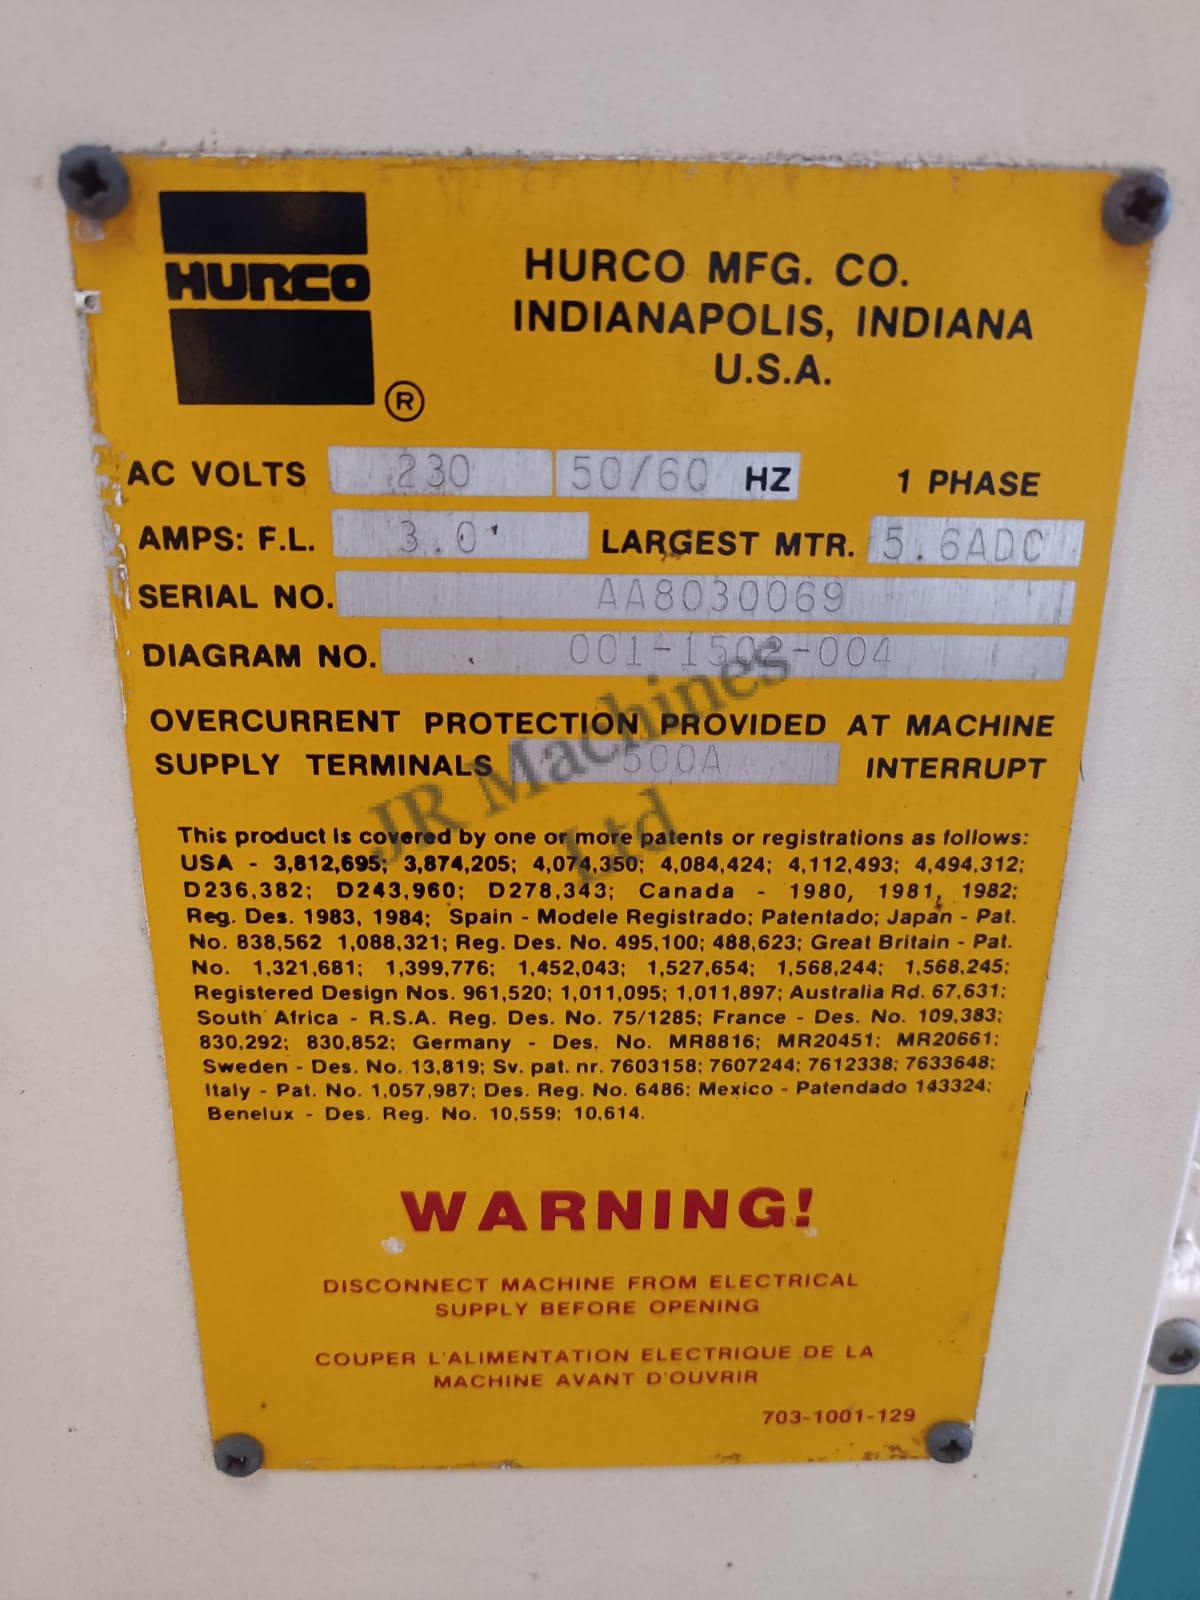 HURCO
®
HURCO MFG. CO.
INDIANAPOLIS, INDIANA
U.S.A.
AC VOLTS 230 50/60 HZ 1 PHASE
AMPS: F.L. 3.0 LARGEST MTR. 5.6ADC
SERIAL NO. AA8030069
DIAGRAM NO. 001-1502-004
OVERCURRENT PROTECTION PROVIDED AT MACHINE
SUPPLY TERMINALS 500A INTERRUPT
JR Machines
Ltd
This product is covered by one or more patents or registrations as follows:
USA - 3,812,695; 3,874,205; 4,074,350; 4,084,424; 4,112,493; 4,494,312;
D236,382; D243,960; D278,343; Canada - 1980, 1981, 1982;
Reg. Des. 1983, 1984; Spain - Modele Registrado; Patentado; Japan - Pat.
No. 838,562 1,088,321; Reg. Des. No. 495,100; 488,623; Great Britain - Pat.
No. 1,321,681; 1,399,776; 1,452,043; 1,527,654; 1,568,244; 1,568,245;
Registered Design Nos. 961,520; 1,011,095; 1,011,897; Australia Rd. 67,631;
South Africa - R.S.A. Reg. Des. No. 75/1285; France - Des. No. 109,383;
830,292; 830,852; Germany - Des. No. MR8816; MR20451; MR20661;
Sweden - Des. No. 13,819; Sv. pat. nr. 7603158; 7607244; 7612338; 7633648;
Italy - Pat. No. 1,057,987; Des. Reg. No. 6486; Mexico - Patendado 143324;
Benelux - Des. Reg. No. 10,559; 10,614.
WARNING!
DISCONNECT MACHINE FROM ELECTRICAL
SUPPLY BEFORE OPENING
COUPER L'ALIMENTATION ELECTRIQUE DE LA
MACHINE AVANT D'OUVRIR
703-1001-129